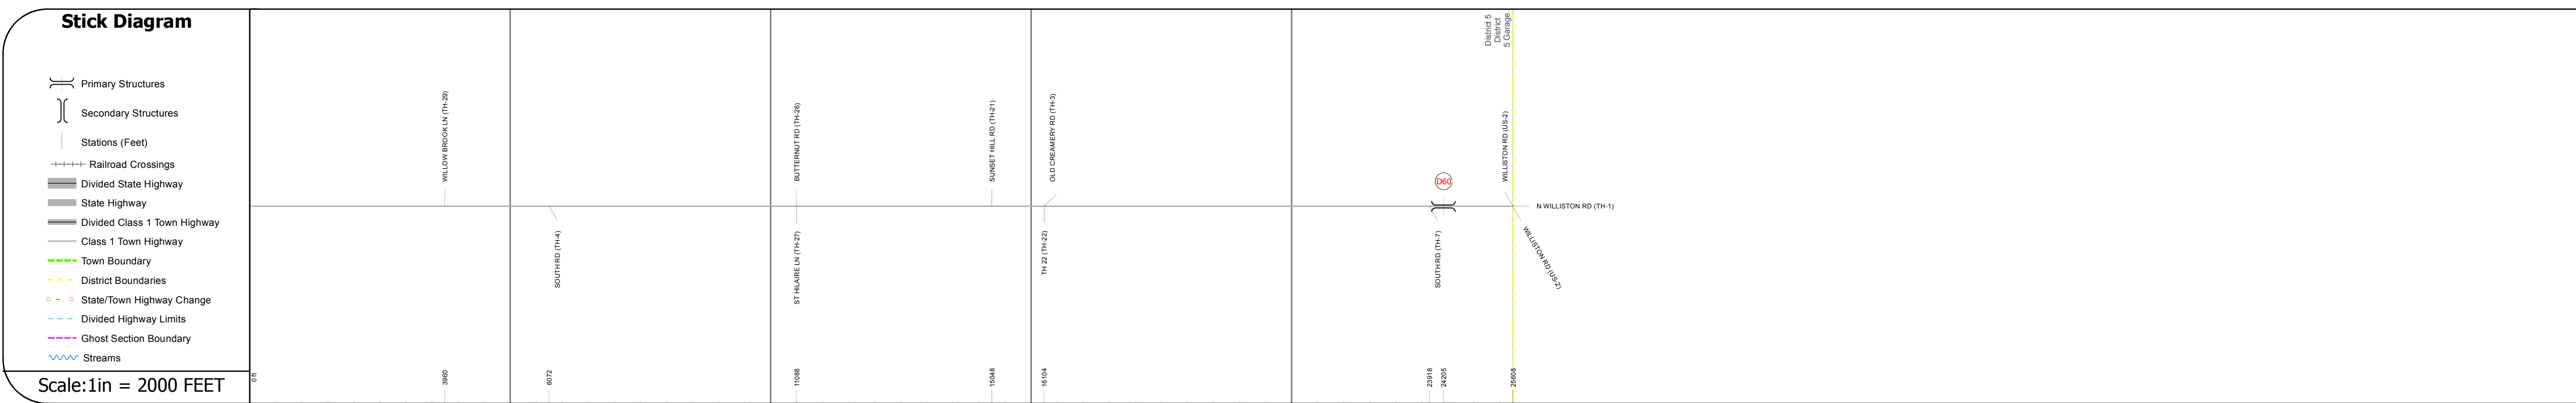 Stick Diagram
Primary Structures
Secondary Structures
Stations (Feet)
Railroad Crossings
Divided State Highway
State Highway
Divided Class 1 Town Highway
Class 1 Town Highway
Town Boundary
District Boundaries
State/Town Highway Change
Divided Highway Limits
Ghost Section Boundary
Streams
Scale:1in = 2000 FEET
WILLOW BROOK LN (TH-29)
SOUTH RD (TH-4)
BUTTERNUT RD (TH-26)
ST HILAIRE LN (TH-27)
SUNSET HILL RD (TH-21)
OLD CREAMERY RD (TH-3)
TH 22 (TH-22)
D60
SOUTH RD (TH-7)
District 5
District
5 Garage
WILLISTON RD (US-2)
N WILLISTON RD (TH-1)
WILLISTON RD (US-2)
0 ft
3960
6072
11088
15048
16104
23918
24205
25608